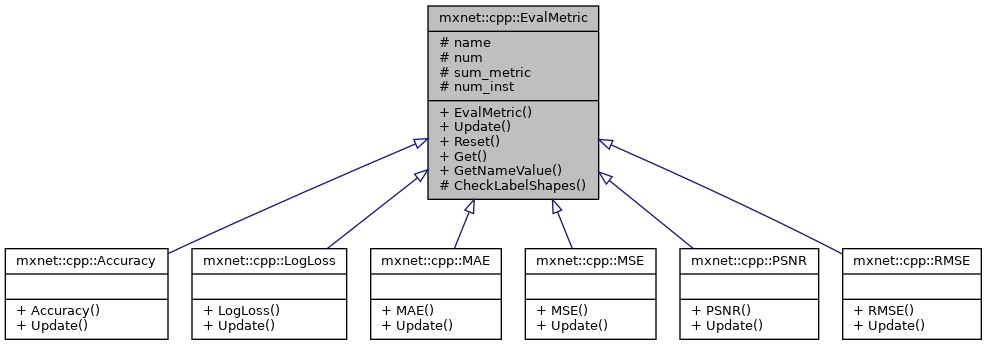 mxnet::cpp::EvalMetric
# name
# num
# sum_metric
# num_inst
+ EvalMetric()
+ Update()
+ Reset()
+ Get()
+ GetNameValue()
# CheckLabelShapes()
mxnet::cpp::Accuracy
+ Accuracy()
+ Update()
mxnet::cpp::LogLoss
+ LogLoss()
+ Update()
mxnet::cpp::MAE
+ MAE()
+ Update()
mxnet::cpp::MSE
+ MSE()
+ Update()
mxnet::cpp::PSNR
+ PSNR()
+ Update()
mxnet::cpp::RMSE
+ RMSE()
+ Update()